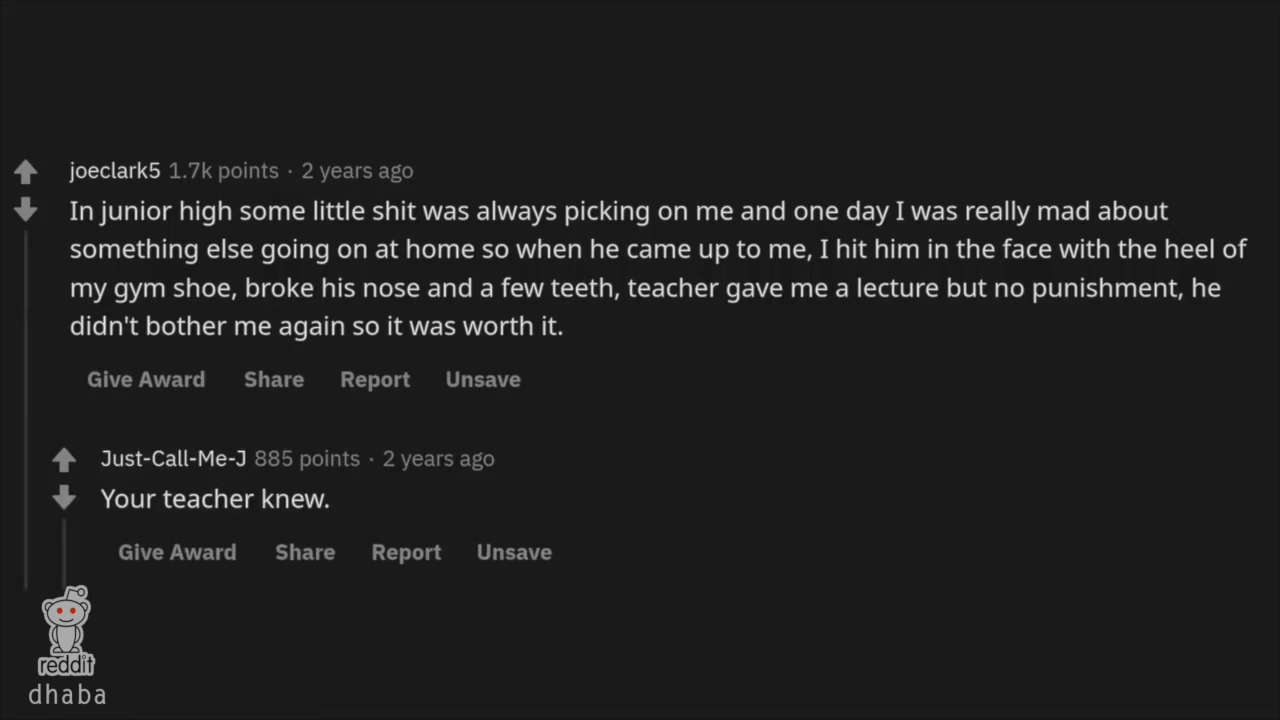 joeclark5 1.7k points · 2 years ago
In junior high some little shit was always picking on me and one day I was really mad about
something else going on at home so when he came up to me, I hit him in the face with the heel of
my gym shoe, broke his nose and a few teeth, teacher gave me a lecture but no punishment, he
didn't bother me again so it was worth it.
Give Award Share Report Unsave
Just-Call-Me-J 885 points · 2 years ago
Your teacher knew.
Give Award Share Report Unsave
reddit
dhaba